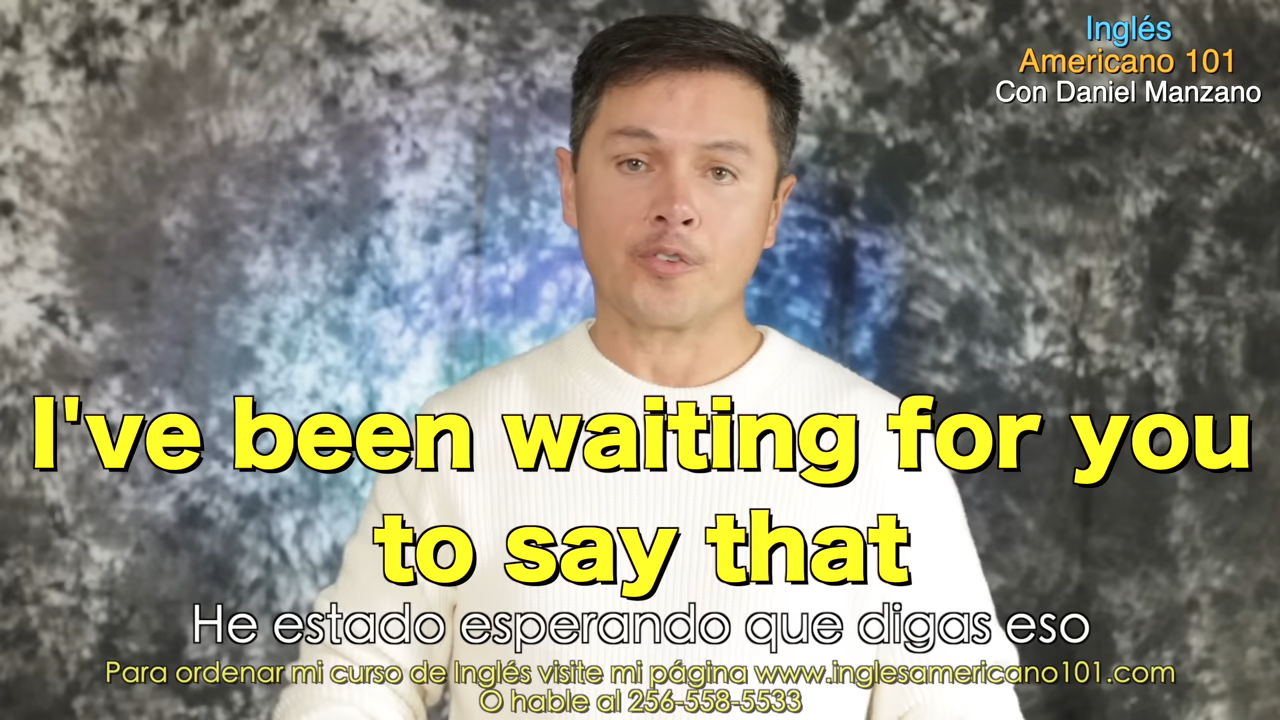 Inglés
Americano 101
Con Daniel Manzano
I've been waiting for you
to say that
He estado esperando que digas eso
Para ordenar mi curso de Inglés visite mi página www.inglesamericano101.com
O hable al 256-558-5533